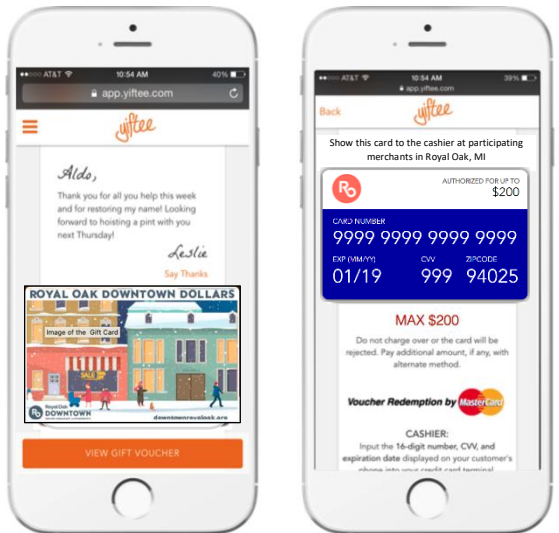 ●●○○○ AT&T 10:54 AM 40%
app.yiftee.com
yiftee
Aldo,
Thank you for all you help this week
and for restoring my name! Looking
forward to hoisting a pint with you
next Thursday!
Leslie
Say Thanks
ROYAL OAK DOWNTOWN DOLLARS
Image of the Gift Card
SALE
RO
Royal Oak
DOWNTOWN
downtownroyaloak.org
VIEW GIFT VOUCHER
●●○○○ AT&T 10:54 AM 39%
app.yiftee.com
Back
yiftee
Show this card to the cashier at participating
merchants in Royal Oak, MI
RO
AUTHORIZED FOR UP TO
$200
CARD NUMBER
9999 9999 9999 9999
EXP (MM/YY) CVV ZIPCODE
01/19 999 94025
MAX $200
Do not charge over or the card will be
rejected. Pay additional amount, if any, with
alternate method.
Voucher Redemption by MasterCard
CASHIER:
Input the 16-digit number, CVV, and
expiration date displayed on your customer's
phone into your credit card terminal